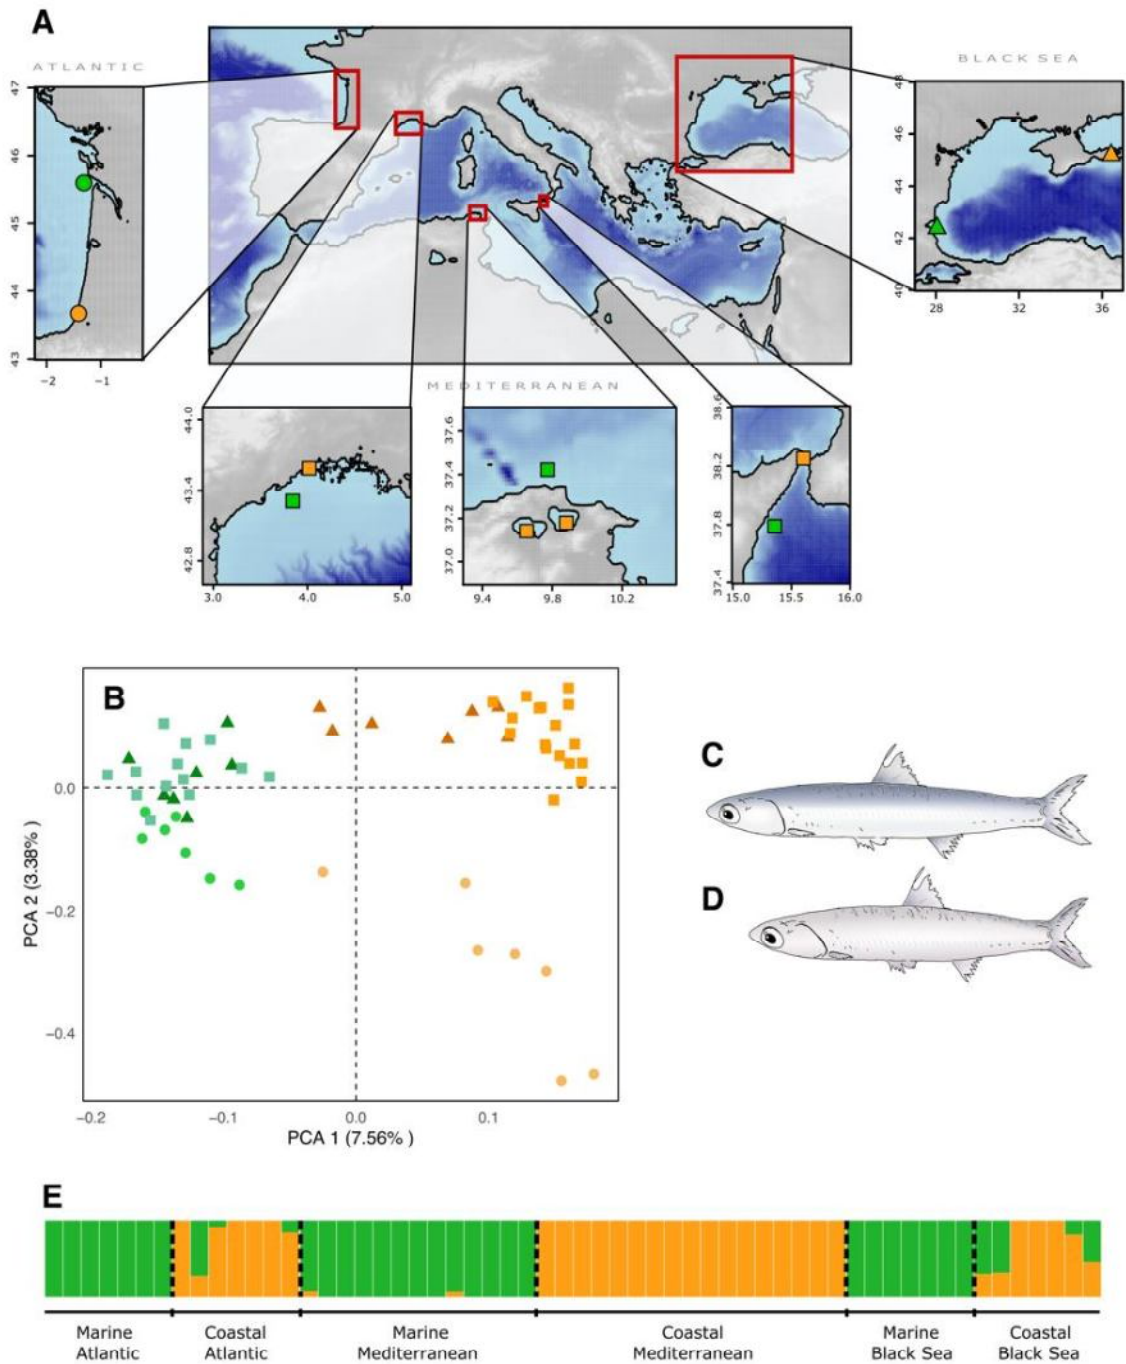 A
ATLANTIC
47
46
45
44
43
−2
−1
BLACK SEA
48
46
44
42
40
28
32
36
MEDITERRANEAN
44.0
43.4
42.8
3.0
4.0
5.0
37.6
37.4
37.2
37.0
9.4
9.8
10.2
38.6
38.2
37.8
37.4
15.0
15.5
16.0
B
0.0
−0.2
−0.4
PCA 2 (3.38% )
−0.2
−0.1
0.0
0.1
PCA 1 (7.56% )
C
D
E
Marine
Atlantic
Coastal
Atlantic
Marine
Mediterranean
Coastal
Mediterranean
Marine
Black Sea
Coastal
Black Sea